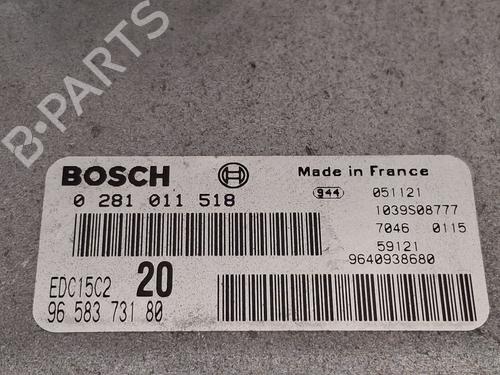 B-PARTS
BOSCH
Made in France
0 281 011 518
944
051121
1039S08777
7046 0115
59121
9640938680
EDC15C2 20
96 583 731 80